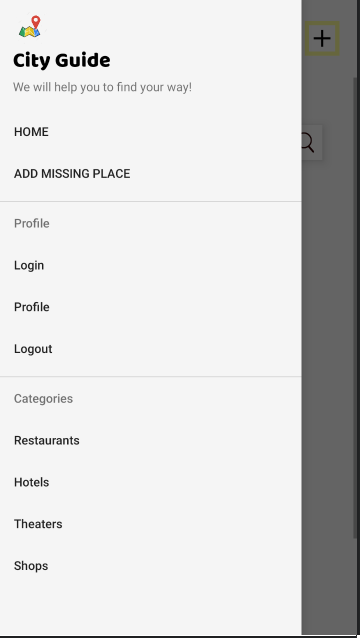 City Guide
We will help you to find your way!
HOME
ADD MISSING PLACE
Profile
Login
Profile
Logout
Categories
Restaurants
Hotels
Theaters
Shops